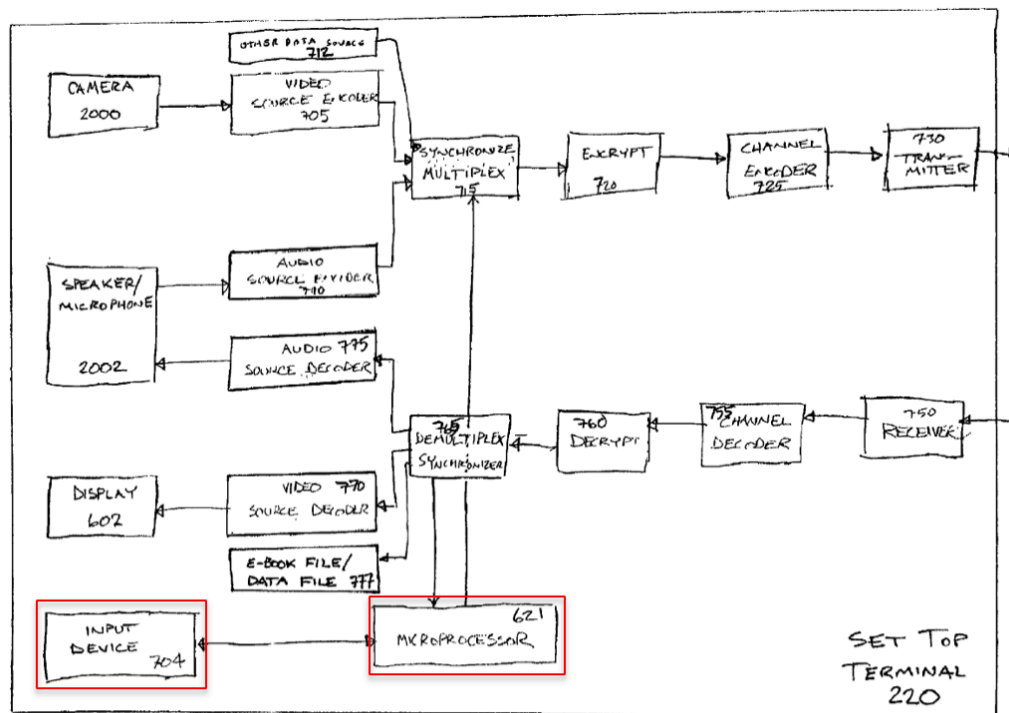 OTHER DATA SOURCE
712
CAMERA
2000
VIDEO
SOURCE ENCODER
705
SYNCHRONIZE
MULTIPLEX
715
ENCRYPT
720
CHANNEL
ENCODER
725
730
TRANS-
MITTER
SPEAKER/
MICROPHONE
2002
AUDIO
SOURCE
710
AUDIO 775
SOURCE DECODER
765
DEMULTIPLEX
SYNCHRONIZER
760
DECRYPT
755
CHANNEL
DECODER
750
RECEIVER
DISPLAY
602
VIDEO 770
SOURCE DECODER
E-BOOK FILE/
DATA FILE 777
INPUT
DEVICE
704
621
MICROPROCESSOR
SET TOP
TERMINAL
220